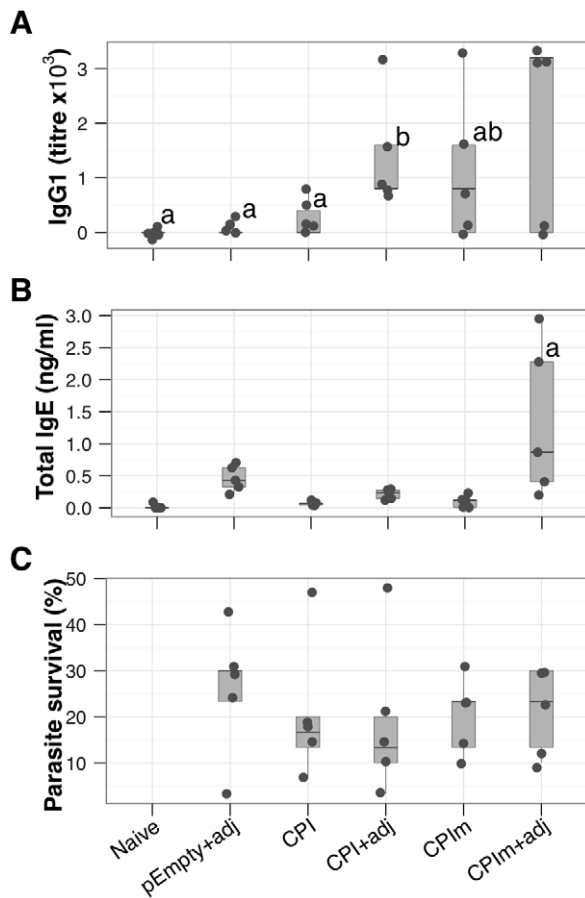 A
IgG1 (titre x10³)
3
2
1
0
a
a
a
b
ab
B
Total IgE (ng/ml)
3.0
2.5
2.0
1.5
1.0
0.5
0.0
a
C
Parasite survival (%)
50
40
30
20
10
Naive
pEmpty+adj
CPI
CPI+adj
CPIm
CPIm+adj